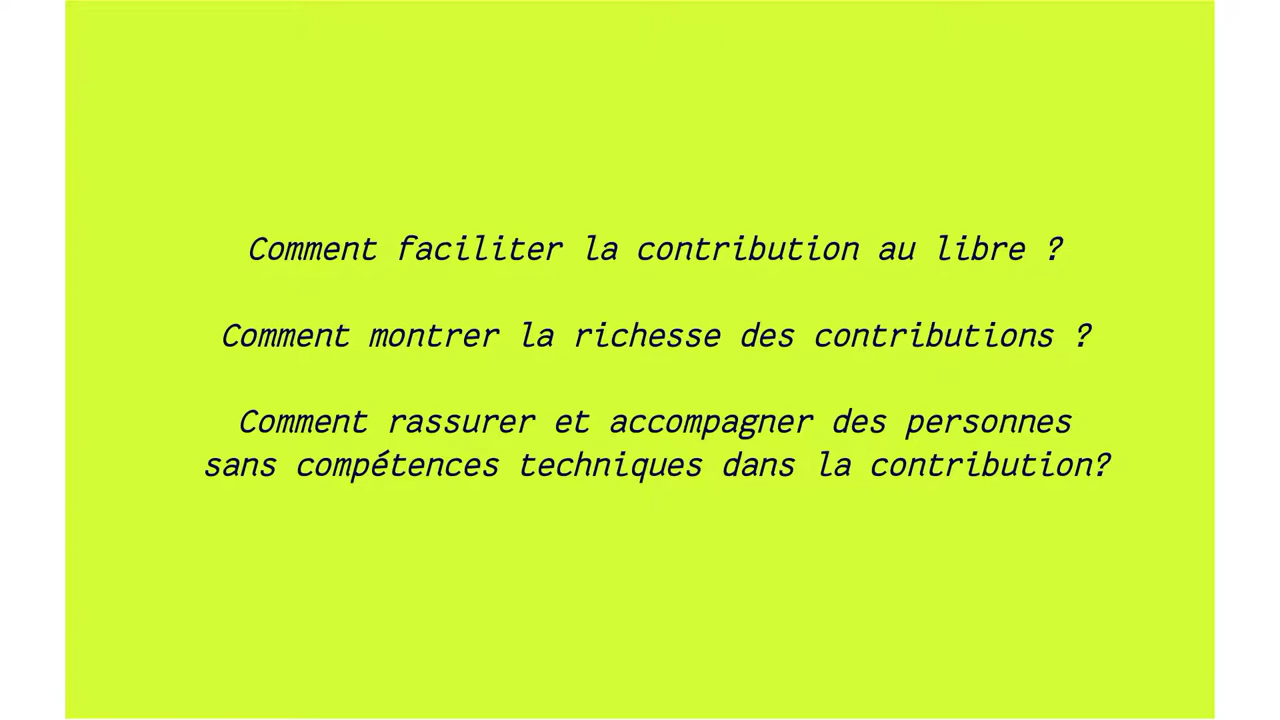 Comment faciliter la contribution au libre ?
Comment montrer la richesse des contributions ?
Comment rassurer et accompagner des personnes
sans compétences techniques dans la contribution?